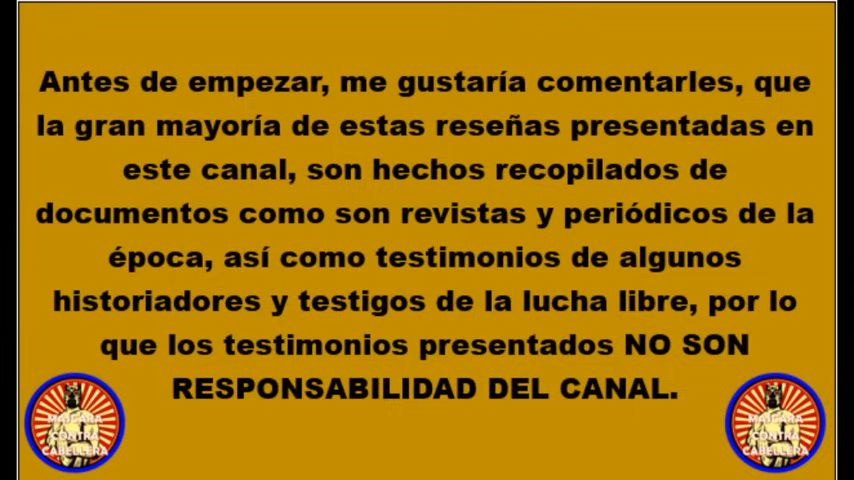 Antes de empezar, me gustaría comentarles, que
la gran mayoría de estas reseñas presentadas en
este canal, son hechos recopilados de
documentos como son revistas y periódicos de la
época, así como testimonios de algunos
historiadores y testigos de la lucha libre, por lo
que los testimonios presentados NO SON
RESPONSABILIDAD DEL CANAL.
MASCARA
CONTRA
CABELLERA
MASCARA
CONTRA
CABELLERA